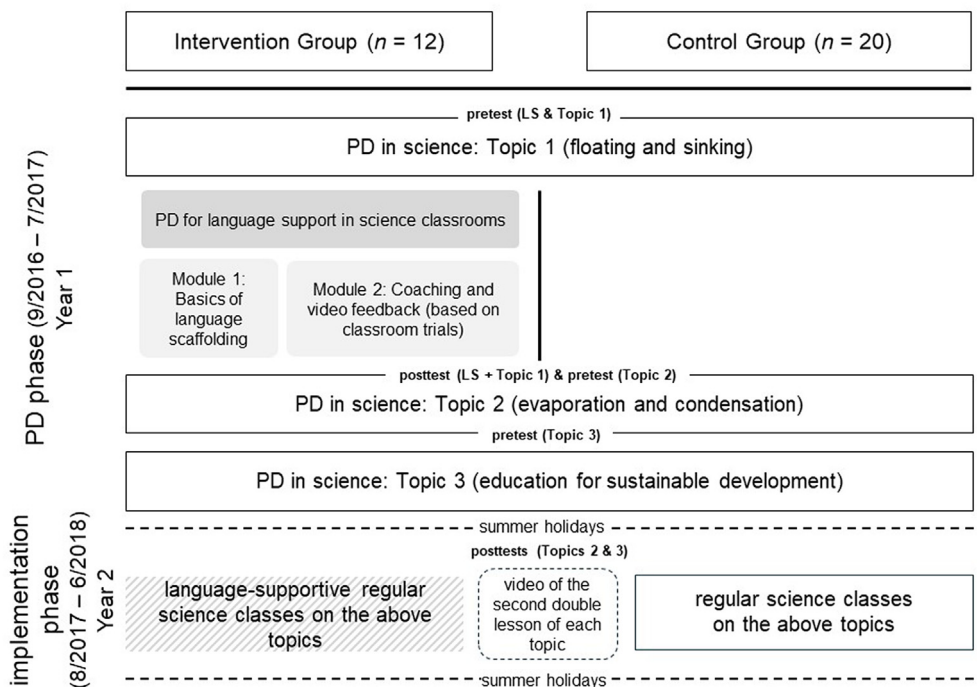 Intervention Group (n = 12)
Control Group (n = 20)
pretest (LS & Topic 1)
PD in science: Topic 1 (floating and sinking)
PD phase (9/2016 – 7/2017)
Year 1
PD for language support in science classrooms
Module 1:
Basics of
language
scaffolding
Module 2: Coaching and
video feedback (based on
classroom trials)
posttest (LS + Topic 1) & pretest (Topic 2)
PD in science: Topic 2 (evaporation and condensation)
pretest (Topic 3)
PD in science: Topic 3 (education for sustainable development)
summer holidays
implementation
phase
(8/2017 – 6/2018)
Year 2
posttests (Topics 2 & 3)
language-supportive regular
science classes on the above
topics
video of the
second double
lesson of each
topic
regular science classes
on the above topics
summer holidays